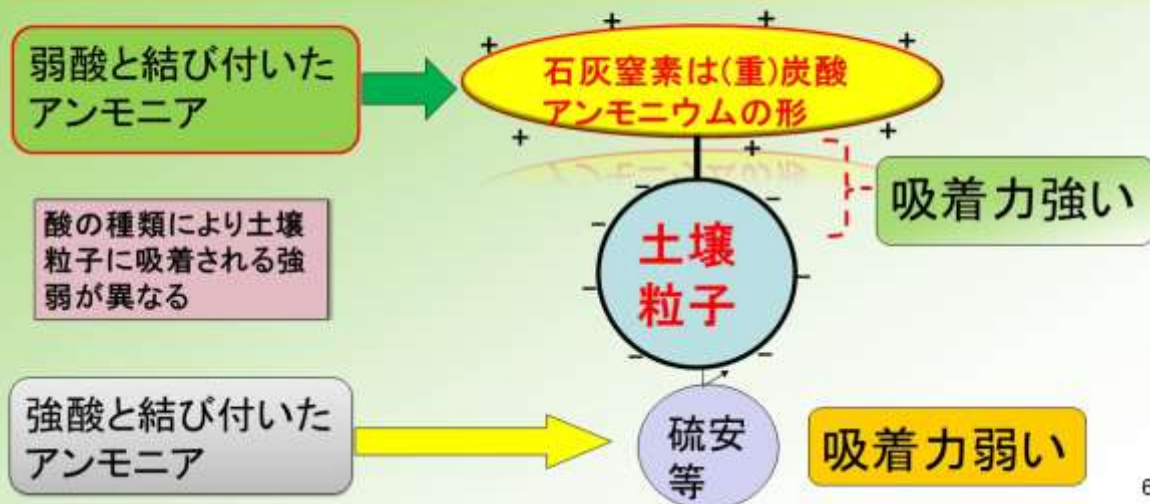 弱酸と結び付いた
アンモニア
石灰窒素は(重)炭酸
アンモニウムの形
吸着力強い
酸の種類により土壌
粒子に吸着される強
弱が異なる
土壌
粒子
強酸と結び付いた
アンモニア
硫安
等
吸着力弱い
6